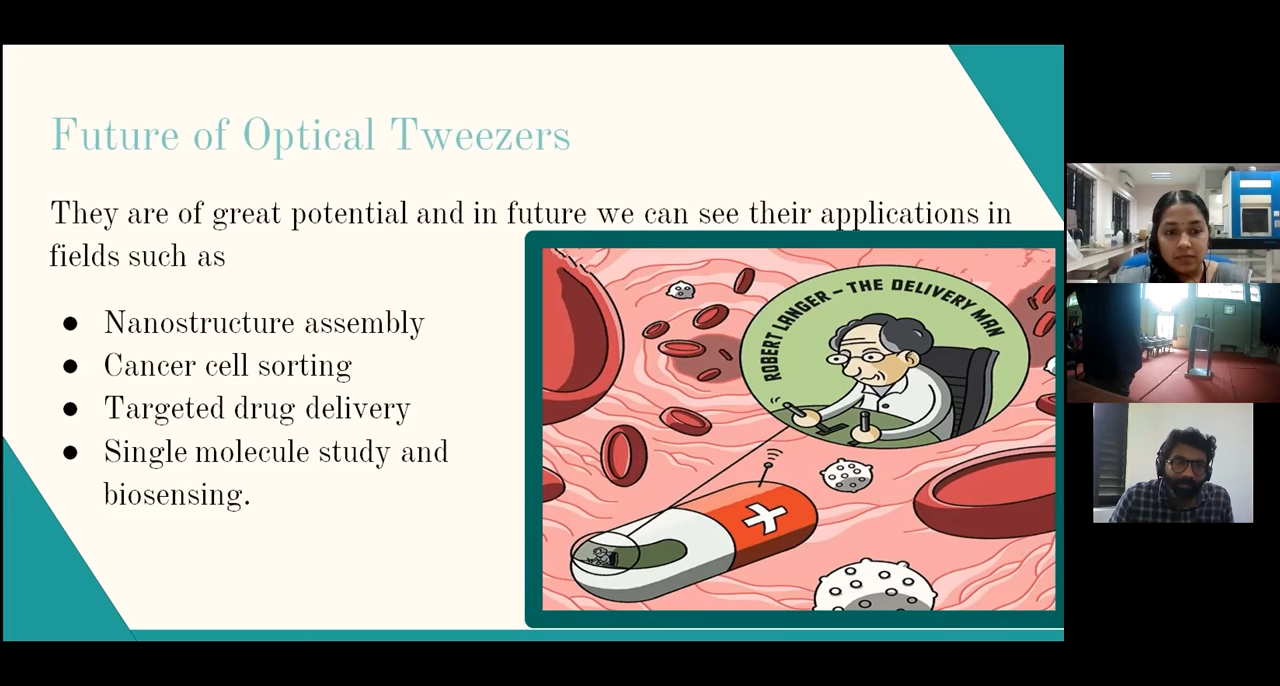 Future of Optical Tweezers
They are of great potential and in future we can see their applications in
fields such as
● Nanostructure assembly
● Cancer cell sorting
● Targeted drug delivery
● Single molecule study and
biosensing.
ROBERT LANGER – THE DELIVERY MAN